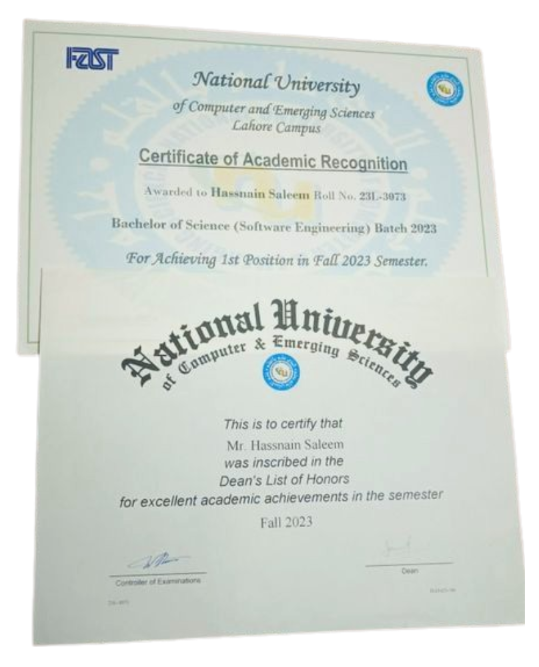 FAST
National University
of Computer and Emerging Sciences
Lahore Campus
Certificate of Academic Recognition
Awarded to Hassnain Saleem Roll No. 23L-3073
Bachelor of Science (Software Engineering) Batch 2023
For Achieving 1st Position in Fall 2023 Semester.
National University
of Computer & Emerging Sciences
This is to certify that
Mr. Hassnain Saleem
was inscribed in the
Dean's List of Honors
for excellent academic achievements in the semester
Fall 2023
Controller of Examinations
Dean